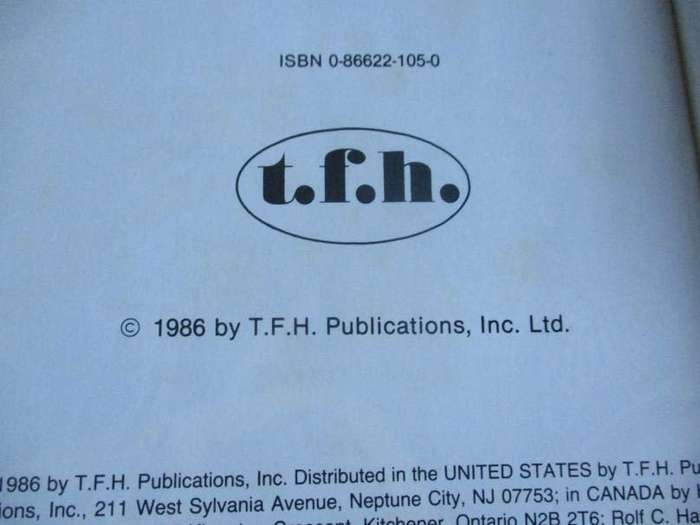 ISBN 0-86622-105-0
t.f.h.
© 1986 by T.F.H. Publications, Inc. Ltd.
1986 by T.F.H. Publications, Inc. Distributed in the UNITED STATES by T.F.H. Pu
ions, Inc., 211 West Sylvania Avenue, Neptune City, NJ 07753; in CANADA by
Kitchener, Ontario N2B 2T6; Rolf C. Ha